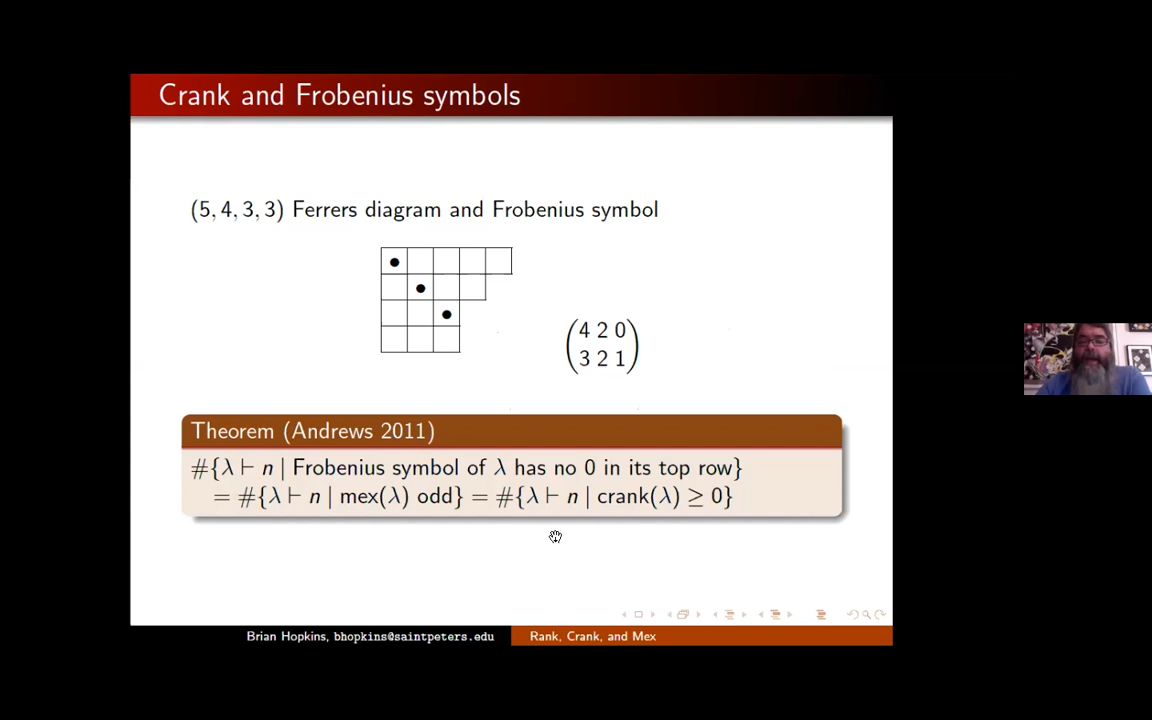 Crank and Frobenius symbols
(5, 4, 3, 3) Ferrers diagram and Frobenius symbol
4 2 0
3 2 1
Theorem (Andrews 2011)
#{λ ⊢ n | Frobenius symbol of λ has no 0 in its top row}
= #{λ ⊢ n | mex(λ) odd} = #{λ ⊢ n | crank(λ) ≥ 0}
Brian Hopkins, bhopkins@saintpeters.edu
Rank, Crank, and Mex